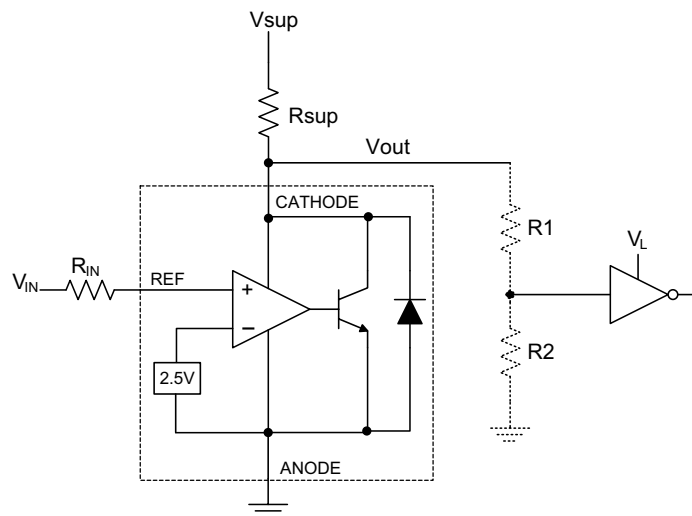 Vsup
Rsup
Vout
CATHODE
R1
RIN
VIN
REF
VL
+
−
2.5V
R2
ANODE